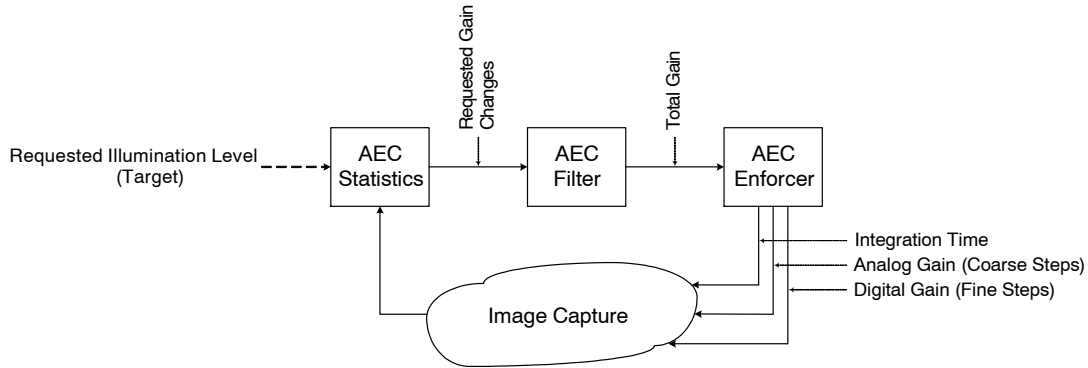 Requested Gain
Changes
Total Gain
Requested Illumination Level
(Target)
AEC
Statistics
AEC
Filter
AEC
Enforcer
Integration Time
Analog Gain (Coarse Steps)
Digital Gain (Fine Steps)
Image Capture